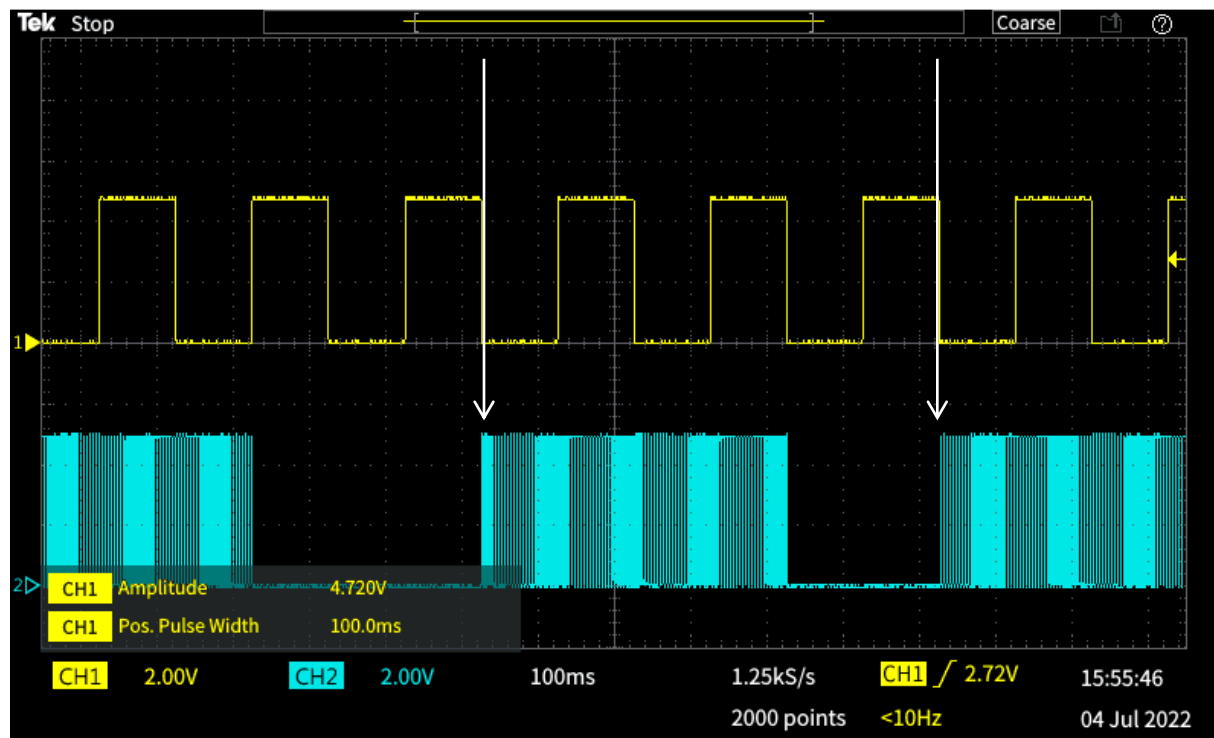 Tek Stop Coarse
1
2
CH1 Amplitude 4.720V
CH1 Pos. Pulse Width 100.0ms
CH1 2.00V CH2 2.00V 100ms 1.25kS/s CH1 2.72V 15:55:46
2000 points <10Hz 04 Jul 2022